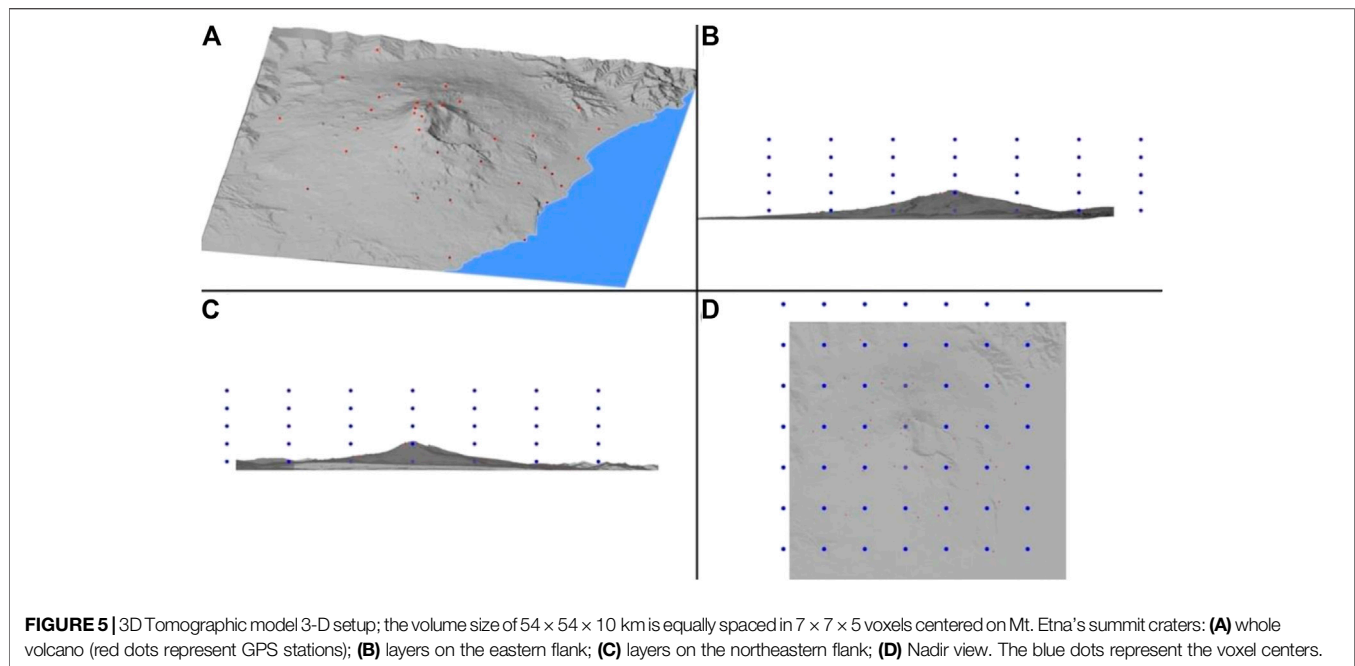 A
B
C
D
FIGURE 5 | 3D Tomographic model 3-D setup; the volume size of 54 × 54 × 10 km is equally spaced in 7 × 7 × 5 voxels centered on Mt. Etna's summit craters: (A) whole
volcano (red dots represent GPS stations); (B) layers on the eastern flank; (C) layers on the northeastern flank; (D) Nadir view. The blue dots represent the voxel centers.